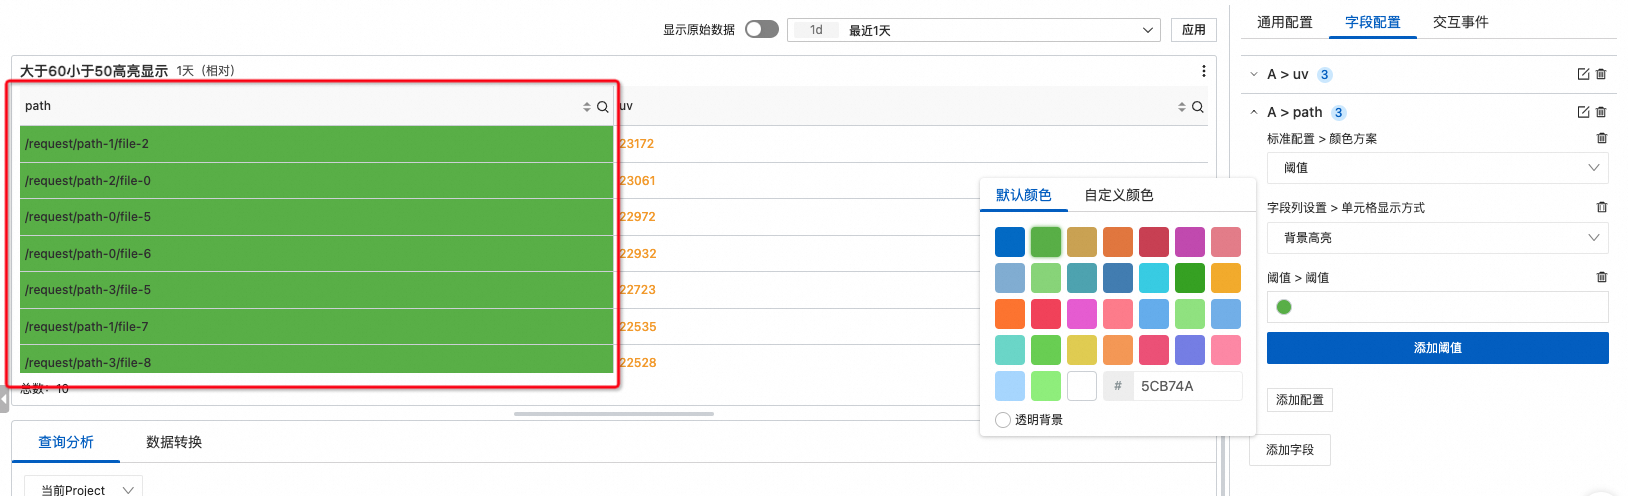 显示原始数据
1d 最近1天
应用
大于60小于50高亮显示 1天（相对）
path uv
/request/path-1/file-2 23172
/request/path-2/file-0 23061
/request/path-0/file-5 22972
/request/path-0/file-6 22932
/request/path-3/file-5 22723
/request/path-1/file-7 22535
/request/path-3/file-8 22528
总数：10
查询分析 数据转换
当前Project
默认颜色 自定义颜色
# 5CB74A
透明背景
通用配置 字段配置 交互事件
A > uv 3
A > path 3
标准配置 > 颜色方案
阈值
字段列设置 > 单元格显示方式
背景高亮
阈值 > 阈值
添加阈值
添加配置
添加字段